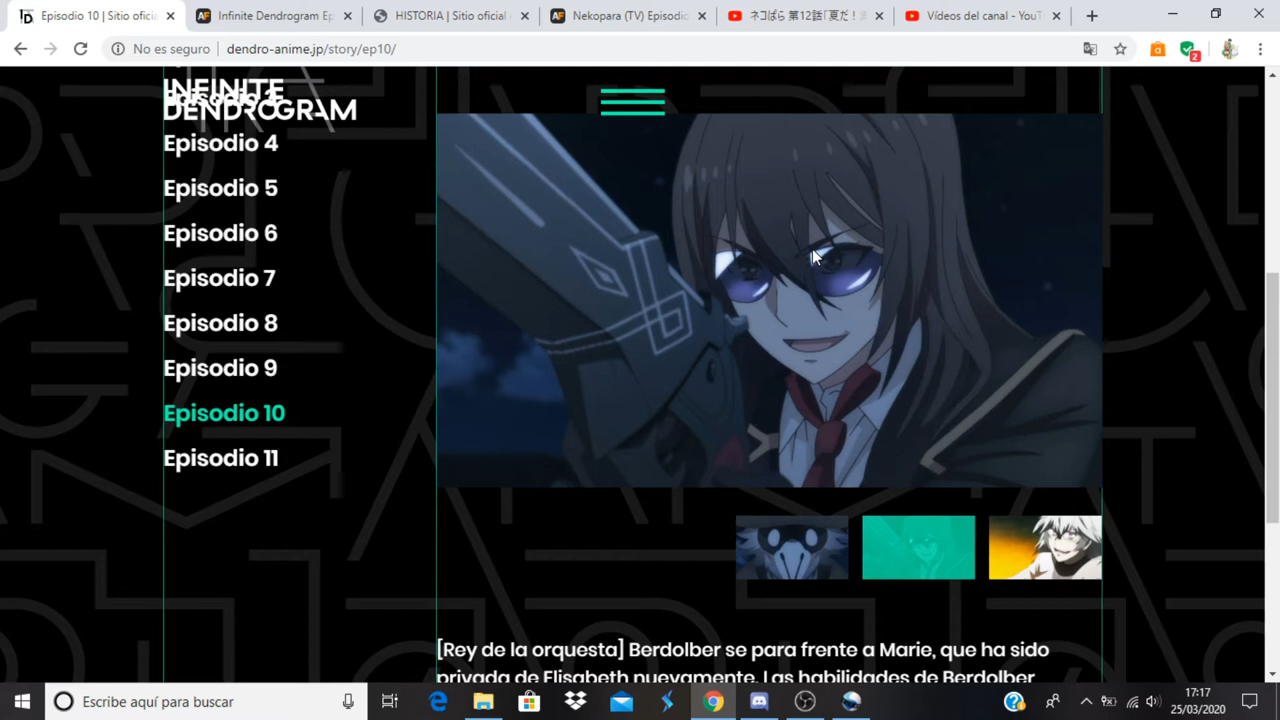 Episodio 10 | Sitio oficia
Infinite Dendrogram Ep
HISTORIA | Sitio oficial
Nekopara (TV) Episodio
ネコぱら 第12話「夏だ!
Vídeos del canal - YouT
No es seguro
dendro-anime.jp/story/ep10/
2
INFINITE
DENDROGRAM
Episodio 4
Episodio 5
Episodio 6
Episodio 7
Episodio 8
Episodio 9
Episodio 10
Episodio 11
[Rey de la orquesta] Berdolber se para frente a Marie, que ha sido
privada de Elisabeth nuevamente. Las habilidades de Berdolber
Escribe aquí para buscar
17:17
25/03/2020